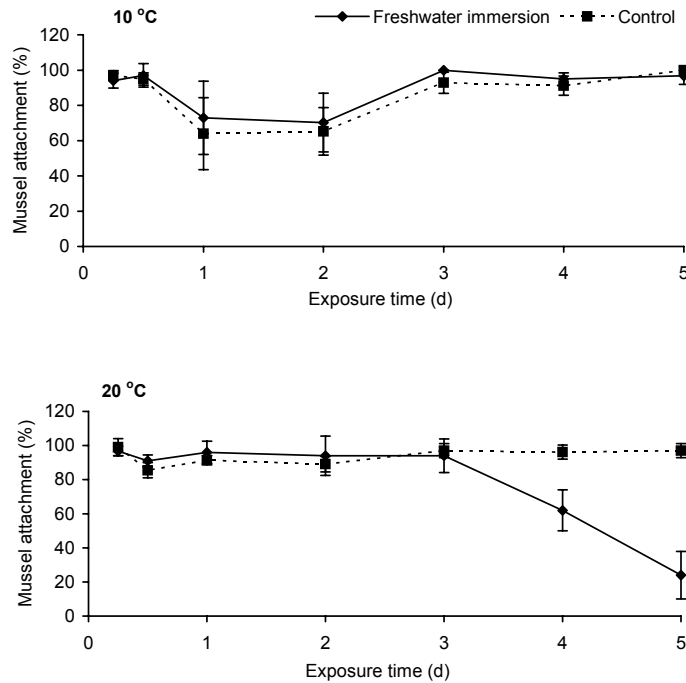 10 °C
Freshwater immersion
Control
Mussel attachment (%)
120
100
80
60
40
20
0
0 1 2 3 4 5
Exposure time (d)
20 °C
Mussel attachment (%)
120
100
80
60
40
20
0
0 1 2 3 4 5
Exposure time (d)